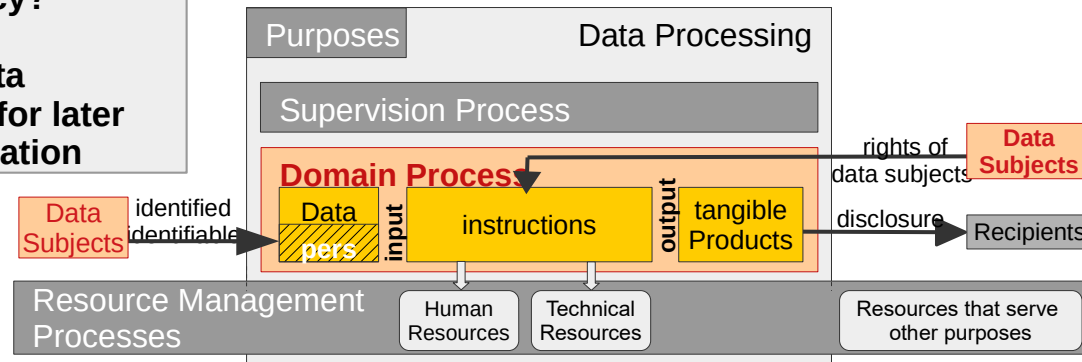 cy?
ta
for later
ation
Purposes
Data Processing
Supervision Process
Domain Process
rights of
data subjects
Data
Subjects
Data
Subjects
identified
identifiable
Data
pers
input
instructions
output
tangible
Products
disclosure
Recipients
Resource Management
Processes
Human
Resources
Technical
Resources
Resources that serve
other purposes